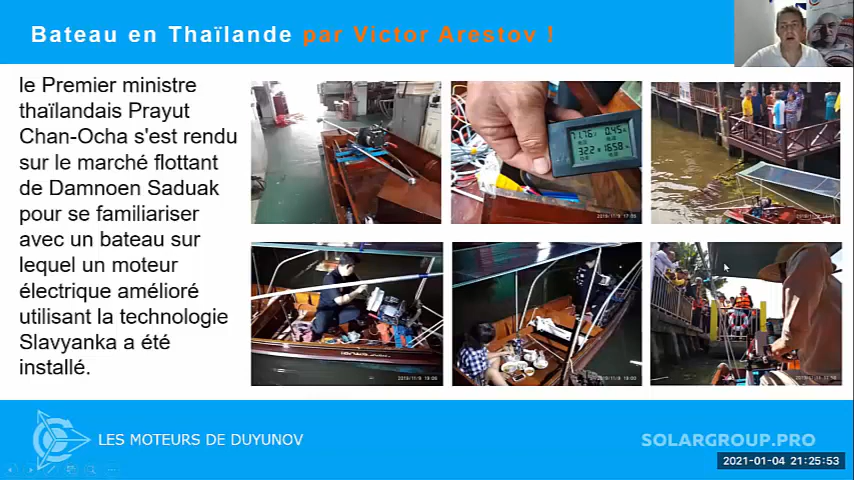 Bateau en Thaïlande par Victor Arestov !
le Premier ministre
thaïlandais Prayut
Chan-Ocha s'est rendu
sur le marché flottant
de Damnoen Saduak
pour se familiariser
avec un bateau sur
lequel un moteur
électrique amélioré
utilisant la technologie
Slavyanka a été
installé.
LES MOTEURS DE DUYUNOV
SOLARGROUP.PRO
2021-01-04 21:25:53